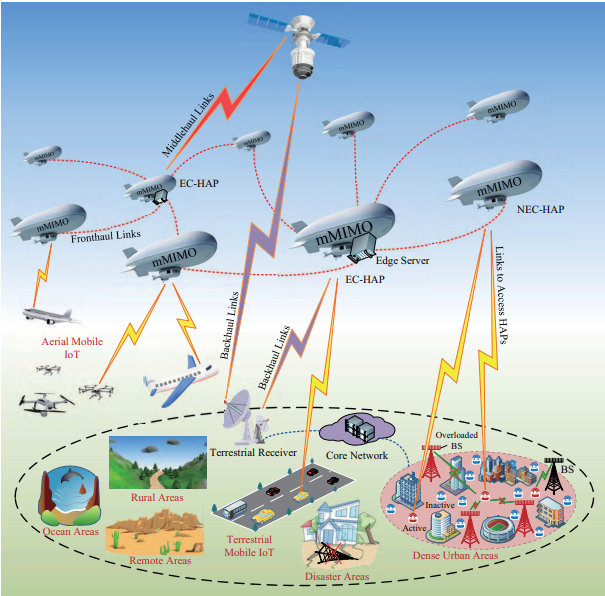 Middlehaul Links
mMIMO
mMIMO
mMIMO
mMIMO
mMIMO
EC-HAP
mMIMO
NEC-HAP
mMIMO
Fronthaul Links
mMIMO
mMIMO
Edge Server
EC-HAP
Links to Access HAPs
Backhaul Links
Backhaul Links
Aerial Mobile
IoT
Terrestrial Receiver
Core Network
Overloaded
BS
BS
Rural Areas
Inactive
Active
Ocean Areas
Remote Areas
Terrestrial
Mobile IoT
Disaster Areas
Dense Urban Areas